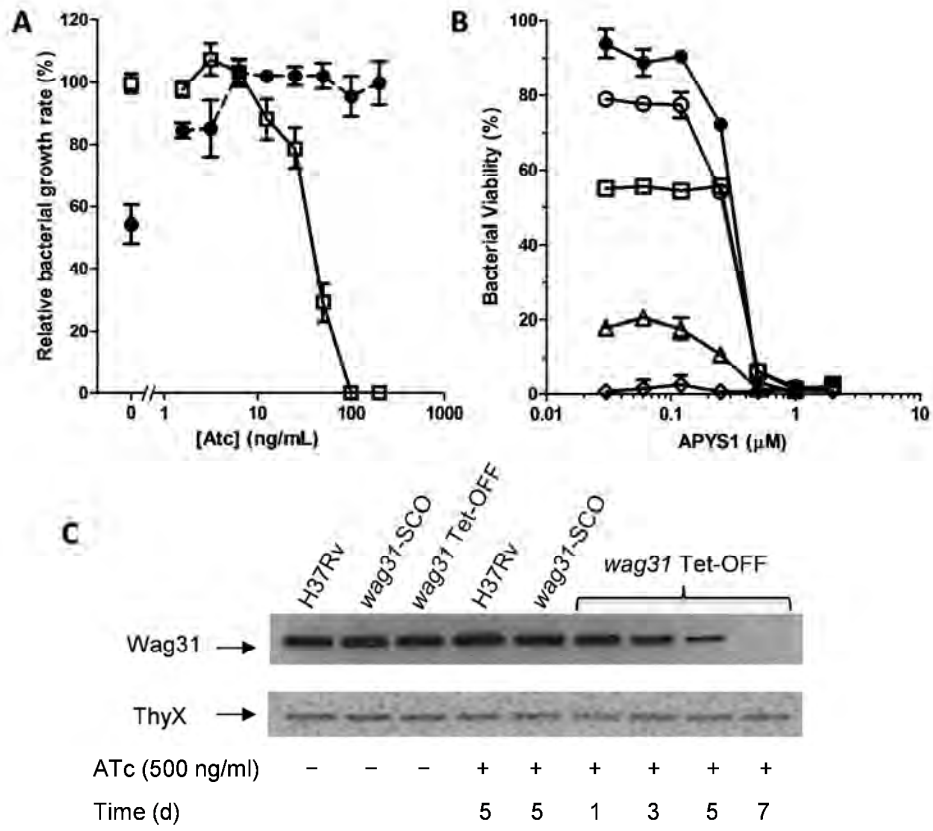 A
B
Relative bacterial growth rate (%)
120
100
80
60
40
20
0
0 1 10 100 1000
[Atc] (ng/mL)
Bacterial Viability (%)
100
80
60
40
20
0
0.01 0.1 1 10
APYS1 (μM)
C
H37Rv
wag31-SCO
wag31 Tet-OFF
H37Rv
wag31-SCO
wag31 Tet-OFF
Wag31
ThyX
ATc (500 ng/ml) – – – + + + + + +
Time (d) 5 5 1 3 5 7